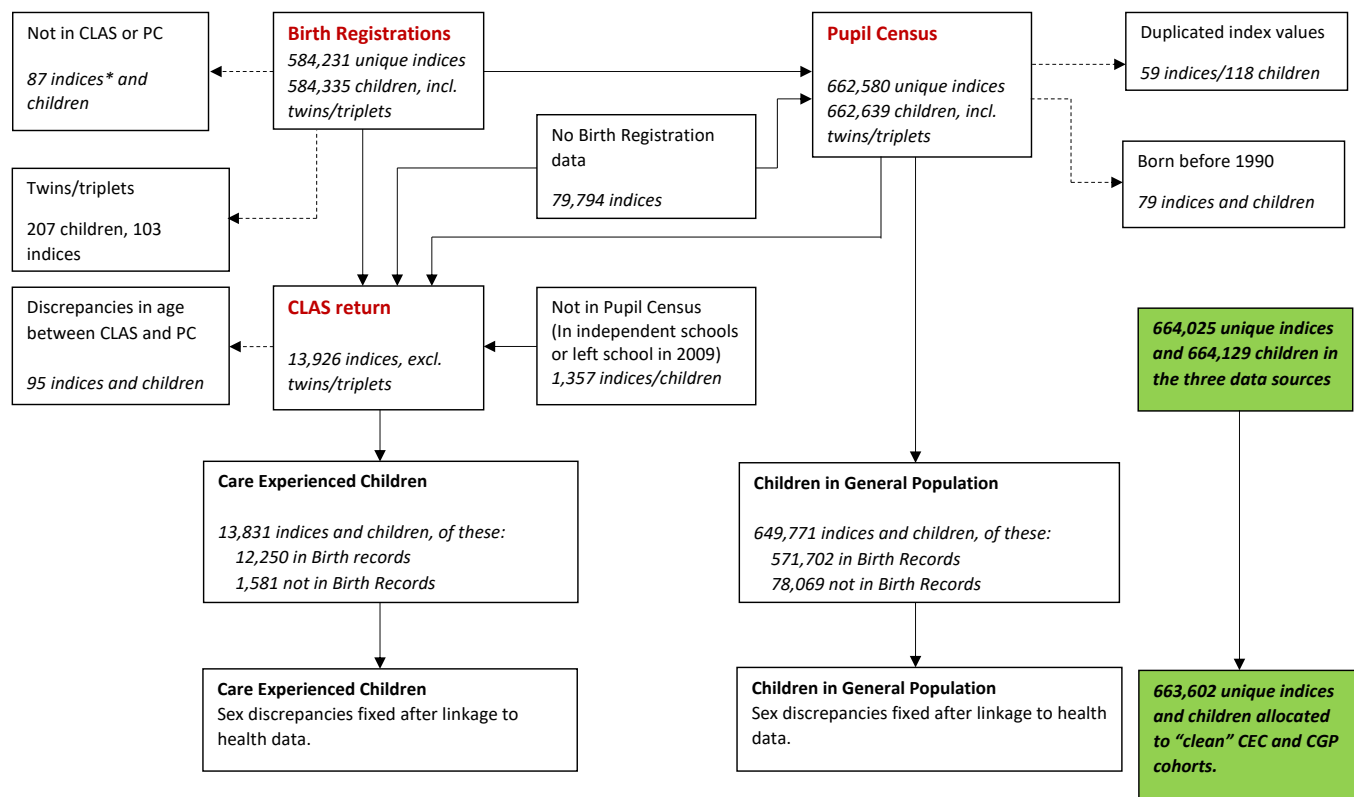 Not in CLAS or PC
87 indices* and
children
Birth Registrations
584,231 unique indices
584,335 children, incl.
twins/triplets
Pupil Census
662,580 unique indices
662,639 children, incl.
twins/triplets
Duplicated index values
59 indices/118 children
No Birth Registration
data
79,794 indices
Born before 1990
79 indices and children
Twins/triplets
207 children, 103
indices
Discrepancies in age
between CLAS and PC
95 indices and children
CLAS return
13,926 indices, excl.
twins/triplets
Not in Pupil Census
(In independent schools
or left school in 2009)
1,357 indices/children
664,025 unique indices
and 664,129 children in
the three data sources
Care Experienced Children
13,831 indices and children, of these:
12,250 in Birth records
1,581 not in Birth Records
Children in General Population
649,771 indices and children, of these:
571,702 in Birth Records
78,069 not in Birth Records
Care Experienced Children
Sex discrepancies fixed after linkage to
health data.
Children in General Population
Sex discrepancies fixed after linkage to health
data.
663,602 unique indices
and children allocated
to “clean” CEC and CGP
cohorts.